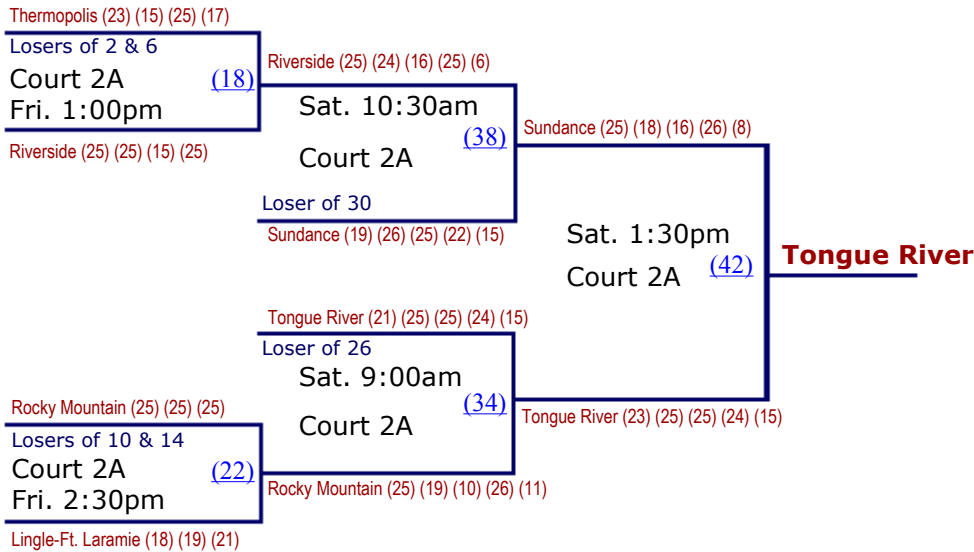 Thermopolis (23) (15) (25) (17)
Losers of 2 & 6
Court 2A
(18)
Fri. 1:00pm
Riverside (25) (25) (15) (25)
Riverside (25) (24) (16) (25) (6)
Sat. 10:30am
(38)
Court 2A
Loser of 30
Sundance (19) (26) (25) (22) (15)
Sundance (25) (18) (16) (26) (8)
Sat. 1:30pm
(42)
Court 2A
Tongue River
Tongue River (21) (25) (25) (24) (15)
Loser of 26
Sat. 9:00am
(34)
Court 2A
Tongue River (23) (25) (25) (24) (15)
Rocky Mountain (25) (25) (25)
Losers of 10 & 14
Court 2A
(22)
Fri. 2:30pm
Rocky Mountain (25) (19) (10) (26) (11)
Lingle-Ft. Laramie (18) (19) (21)